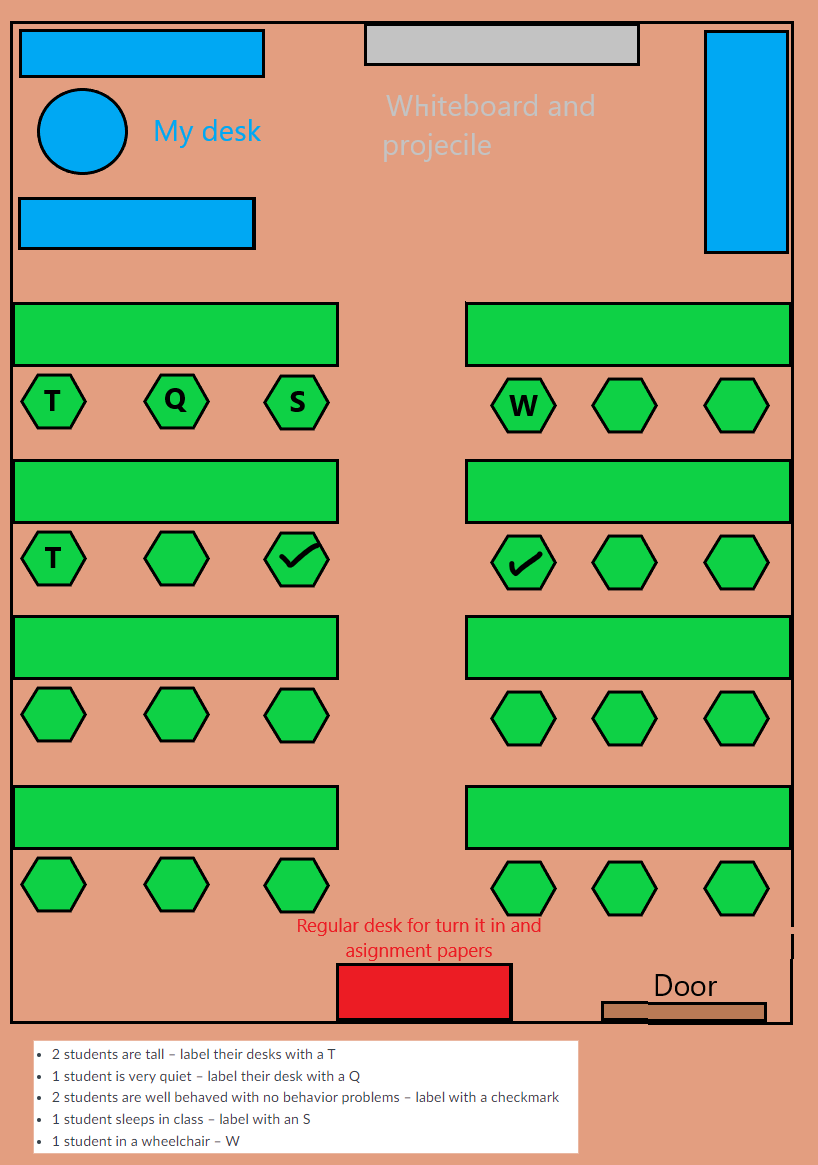 My desk
Whiteboard and
projecile
T
Q
S
W
T
Regular desk for turn it in and
asignment papers
Door
• 2 students are tall – label their desks with a T
• 1 student is very quiet – label their desk with a Q
• 2 students are well behaved with no behavior problems – label with a checkmark
• 1 student sleeps in class – label with an S
• 1 student in a wheelchair – W